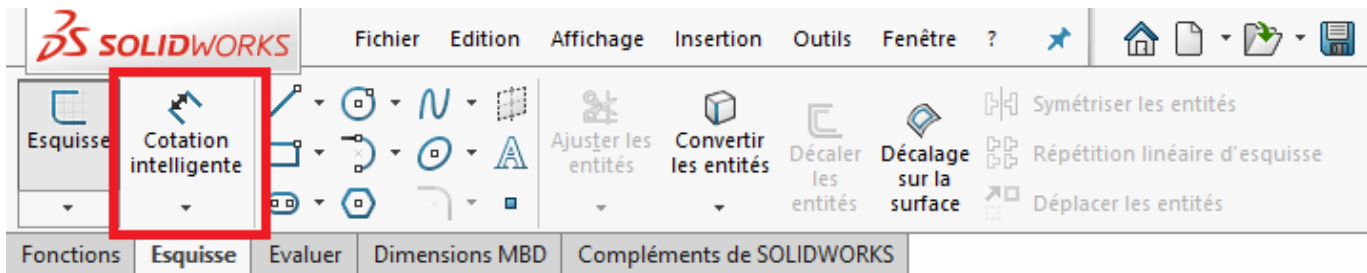 SOLIDWORKS Fichier Edition Affichage Insertion Outils Fenêtre ?
Esquisse
Cotation
intelligente
Ajuster les
entités
Convertir
les entités
Décaler
les
entités
Décalage
sur la
surface
Symétriser les entités
Répétition linéaire d'esquisse
Déplacer les entités
Fonctions Esquisse Evaluer Dimensions MBD Compléments de SOLIDWORKS